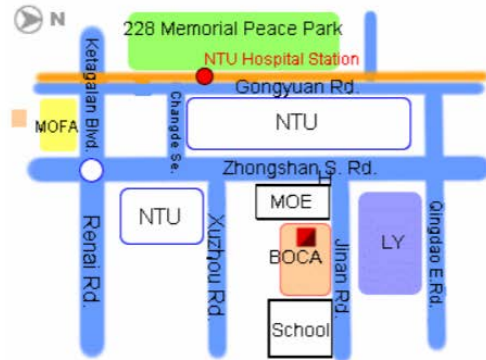 N
228 Memorial Peace Park
NTU Hospital Station
Gongyuan Rd.
Ketagalan Blvd.
Changde Se.
MOFA
NTU
Zhongshan S. Rd.
MOE
NTU
Renai Rd.
Xuzhou Rd.
BOCA
Jinan Rd.
LY
Qingdao E.Rd.
School